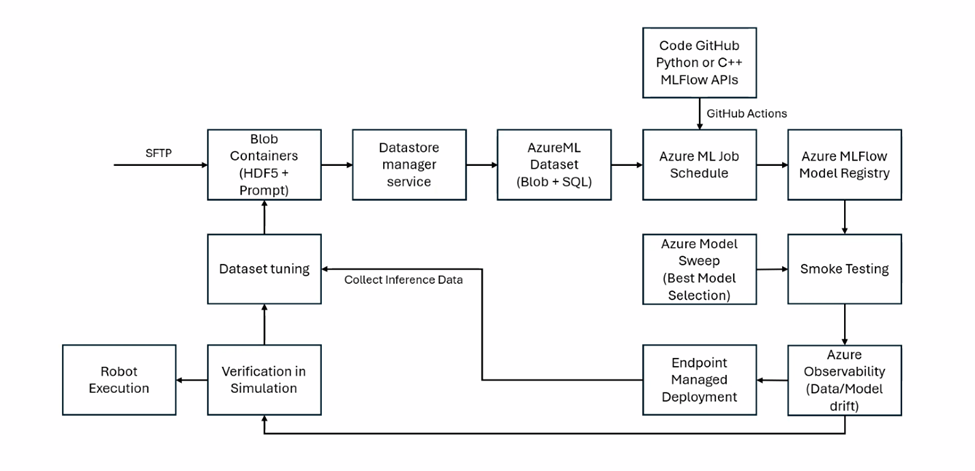 Code GitHub
Python or C++
MLFlow APIs
GitHub Actions
SFTP
Blob
Containers
(HDF5 +
Prompt)
Datastore
manager
service
AzureML
Dataset
(Blob + SQL)
Azure ML Job
Schedule
Azure MLFlow
Model Registry
Dataset tuning
Collect Inference Data
Azure Model
Sweep
(Best Model
Selection)
Smoke Testing
Robot
Execution
Verification in
Simulation
Endpoint
Managed
Deployment
Azure
Observability
(Data/Model
drift)